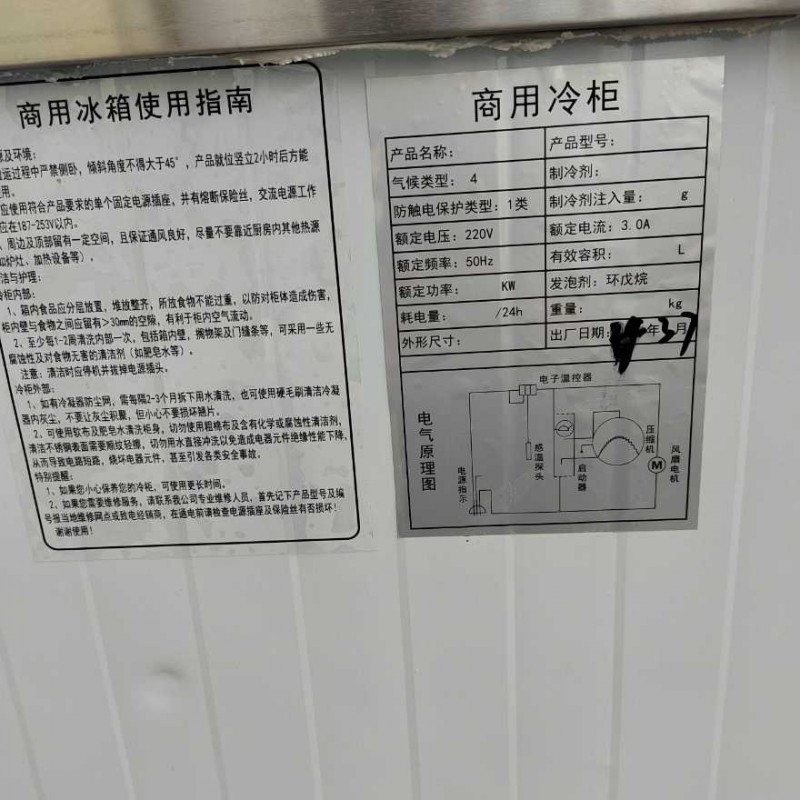 商用冰箱使用指南
源及环境:
运过程中严禁侧卧，倾斜角度不得大于45°，产品就位竖立2小时后方能
用。
应使用符合产品要求的单个固定电源插座，并有熔断保险丝，交流电源工作
应在187-253V以内。
、周边及顶部留有一定空间，且保证通风良好，尽量不要靠近厨房内其他热源
如炉灶、加热设备等）。
洁与护理:
冷柜内部:
1、箱内食品应分层放置，堆放整齐，所放食物不能过重，以防对柜体造成伤害，
柜内壁与食物之间应留有>30mm的空隙，有利于柜内空气流动。
2、至少每1-2周清洗内部一次，包括箱内壁，搁物架及门缝条等，可采用一些无
腐蚀性及对食物无害的清洁剂（如肥皂水等）。
注意：清洁时应停机并拔掉电源插头。
冷柜外部:
1、如有冷凝器防尘网，需每隔2-3个月拆下用水清洗，也可使用硬毛刷清洁冷凝
器内灰尘，不要让灰尘积聚，但小心不要损坏翅片。
2、可使用软布及肥皂水清洗柜身，切勿使用粗棉布及含有化学或腐蚀性清洁剂，
清洁不锈钢表面需要顺纹轻擦，切勿用水直接冲洗以免造成电器元件绝缘性能下降，
从而导致电路短路，烧坏电器元件，甚至引发各类安全事故。
特别提醒:
1、如果您小心保养您的冷柜，可使用更长时间。
2、如果您需要维修服务，请联系我公司专业维修人员，首先记下产品型号及编
号报当地维修网点或致电经销商，在通电前请检查电源插座及保险丝有否损坏！
谢谢使用！
商用冷柜
产品名称:
产品型号:
气候类型: 4
制冷剂:
防触电保护类型: 1类
制冷剂注入量: g
额定电压: 220V
额定电流: 3.0A
额定频率: 50Hz
有效容积: L
额定功率: KW
发泡剂: 环戊烷
耗电量: /24h
重量: kg
外形尺寸:
出厂日期: 年 月
电气原理图
电子温控器
电源指示
感温探头
启动器
压缩机
M
风扇电机